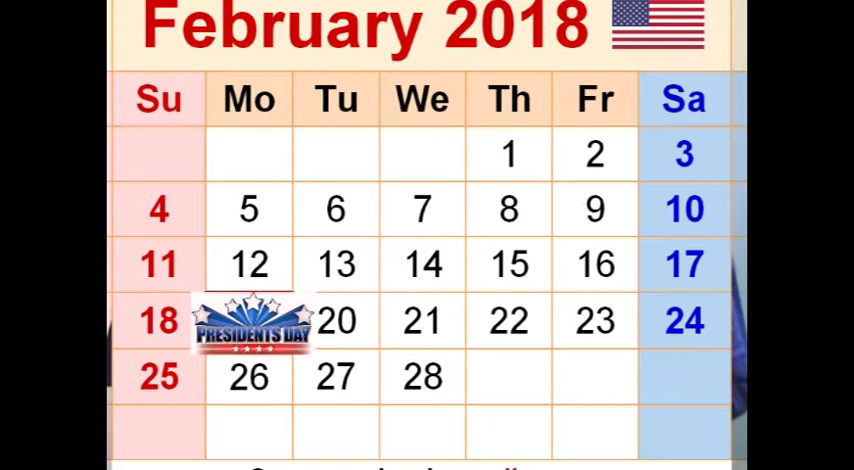 February 2018
Su Mo Tu We Th Fr Sa
1 2 3
4 5 6 7 8 9 10
11 12 13 14 15 16 17
18 PRESIDENTS DAY 20 21 22 23 24
25 26 27 28